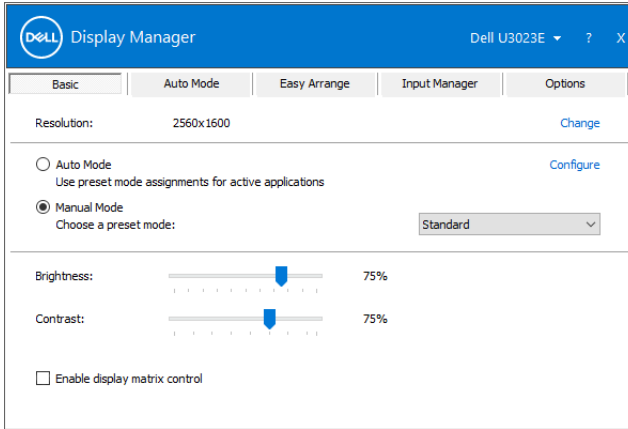 DELL Display Manager Dell U3023E ? X
Basic Auto Mode Easy Arrange Input Manager Options
Resolution: 2560x1600 Change
Auto Mode Configure
Use preset mode assignments for active applications
Manual Mode
Choose a preset mode: Standard
Brightness: 75%
Contrast: 75%
Enable display matrix control